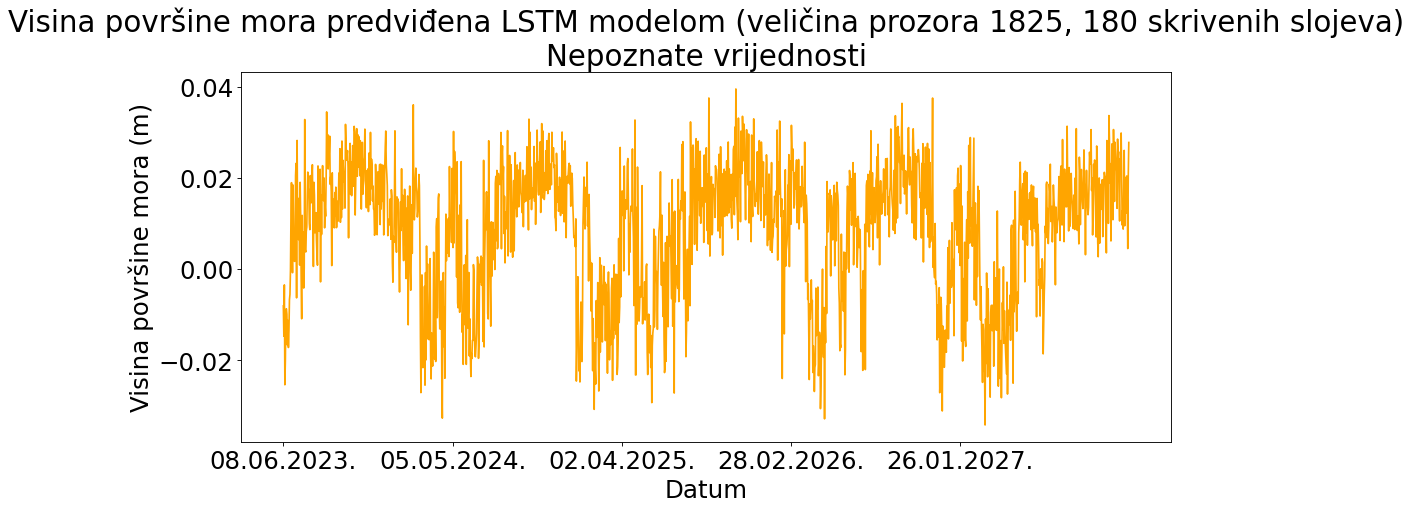 Visina površine mora predviđena LSTM modelom (veličina prozora 1825, 180 skrivenih slojeva)
Nepoznate vrijednosti
Visina površine mora (m)
0.04
0.02
0.00
−0.02
08.06.2023. 05.05.2024. 02.04.2025. 28.02.2026. 26.01.2027.
Datum